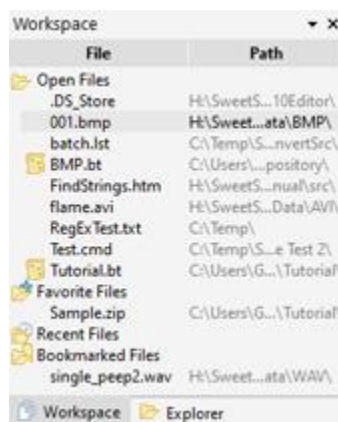 Workspace
File Path
Open Files
.DS_Store H:\SweetS...10Editor\
001.bmp H:\Sweet...ata\BMP\
batch.lst C:\Temp\S...nvertSrc\
BMP.bt C:\Users\...pository\
FindStrings.htm H:\SweetS...nual\src\
flame.avi H:\SweetS...Data\AVI\
RegExTest.txt C:\Temp\
Test.cmd C:\Temp\S...e Test 2\
Tutorial.bt C:\Users\G...\Tutorial\
Favorite Files
Sample.zip C:\Users\G...\Tutorial\
Recent Files
Bookmarked Files
single_peep2.wav H:\Sweet...ata\WAV\
Workspace Explorer